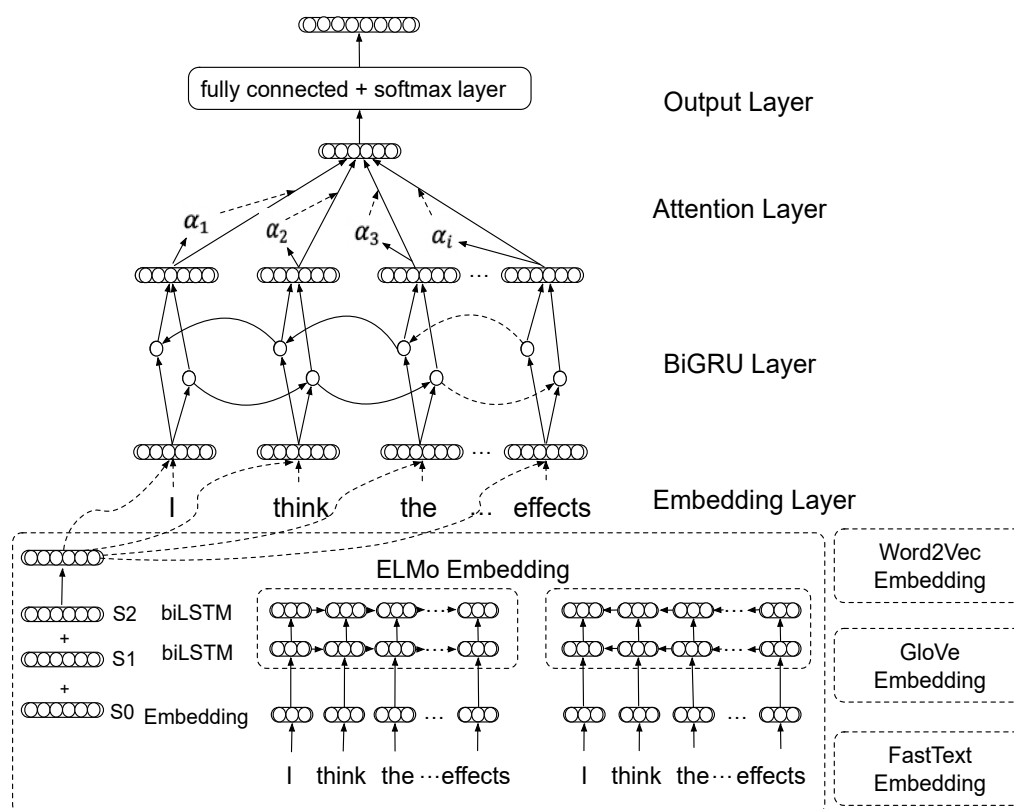 fully connected + softmax layer
Output Layer
Attention Layer
α1
α2
α3
αi
...
BiGRU Layer
...
I think the ... effects
Embedding Layer
ELMo Embedding
S2 biLSTM
...
...
+
S1 biLSTM
...
...
+
S0 Embedding
...
...
I think the ... effects
I think the ... effects
Word2Vec
Embedding
GloVe
Embedding
FastText
Embedding